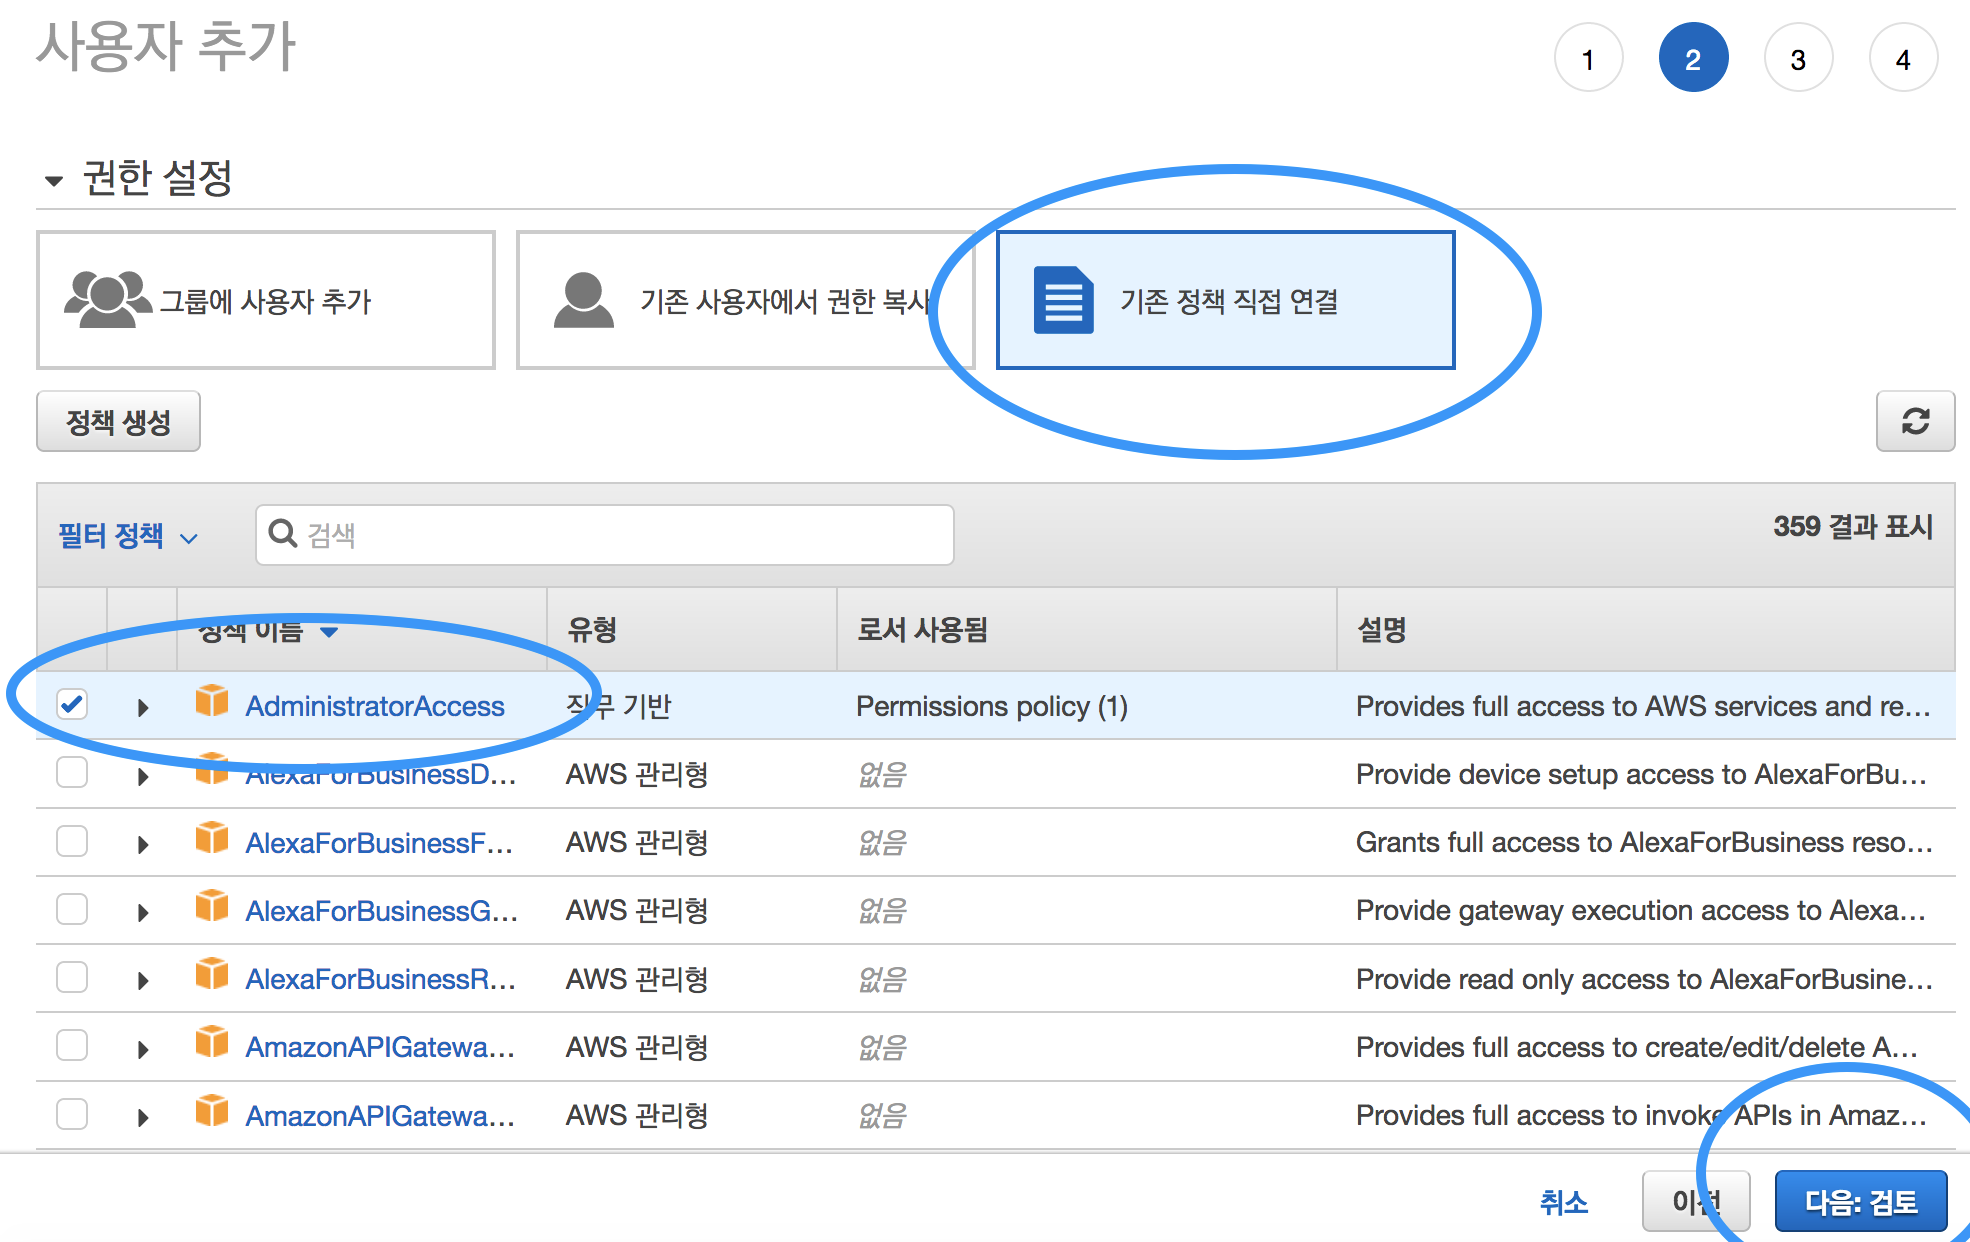 사용자 추가
1 2 3 4
권한 설정
그룹에 사용자 추가 기존 사용자에서 권한 복사 기존 정책 직접 연결
정책 생성
필터 정책 검색 359 결과 표시
정책 이름 유형 로서 사용됨 설명
AdministratorAccess 직무 기반 Permissions policy (1) Provides full access to AWS services and re...
AlexaForBusinessD... AWS 관리형 없음 Provide device setup access to AlexaForBu...
AlexaForBusinessF... AWS 관리형 없음 Grants full access to AlexaForBusiness reso...
AlexaForBusinessG... AWS 관리형 없음 Provide gateway execution access to Alexa...
AlexaForBusinessR... AWS 관리형 없음 Provide read only access to AlexaForBusine...
AmazonAPIGatewa... AWS 관리형 없음 Provides full access to create/edit/delete A...
AmazonAPIGatewa... AWS 관리형 없음 Provides full access to invoke APIs in Amaz...
취소 이전 다음: 검토